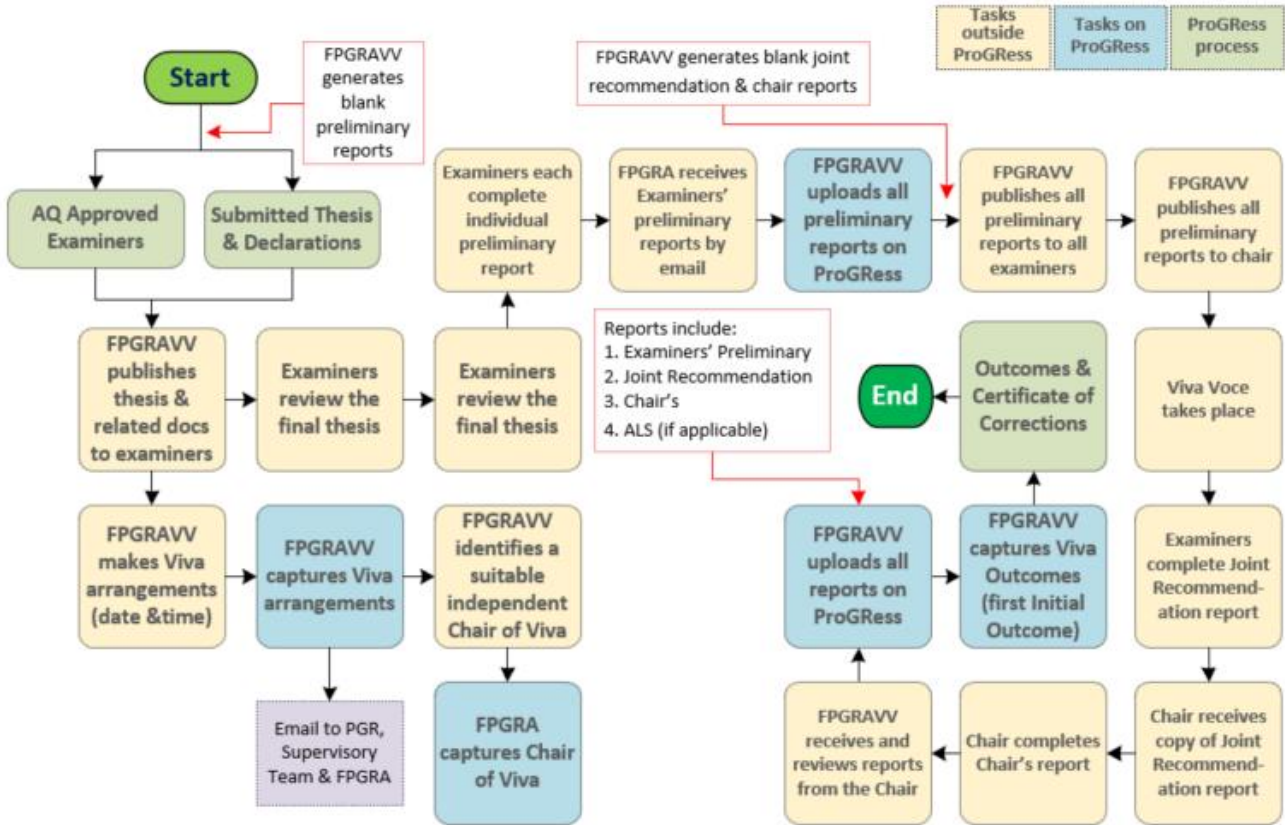 Tasks
outside
ProGRess
Tasks on
ProGRess
ProGRess
process
Start
FPGRAVV
generates
blank
preliminary
reports
FPGRAVV generates blank joint
recommendation & chair reports
AQ Approved
Examiners
Submitted Thesis
& Declarations
Examiners each
complete
individual
preliminary
report
FPGRA receives
Examiners’
preliminary
reports by
email
FPGRAVV
uploads all
preliminary
reports on
ProGRess
FPGRAVV
publishes all
preliminary
reports to all
examiners
FPGRAVV
publishes all
preliminary
reports to chair
FPGRAVV
publishes
thesis &
related docs
to examiners
Examiners
review the
final thesis
Examiners
review the
final thesis
Reports include:
1. Examiners’ Preliminary
2. Joint Recommendation
3. Chair’s
4. ALS (if applicable)
End
Outcomes &
Certificate of
Corrections
Viva Voce
takes place
FPGRAVV
makes Viva
arrangements
(date &time)
FPGRAVV
captures Viva
arrangements
FPGRAVV
identifies a
suitable
independent
Chair of Viva
FPGRAVV
uploads all
reports on
ProGRess
FPGRAVV
captures Viva
Outcomes
(first Initial
Outcome)
Examiners
complete Joint
Recommend-
ation report
Email to PGR,
Supervisory
Team & FPGRA
FPGRA
captures Chair
of Viva
FPGRAVV
receives and
reviews reports
from the Chair
Chair completes
Chair’s report
Chair receives
copy of Joint
Recommend-
ation report